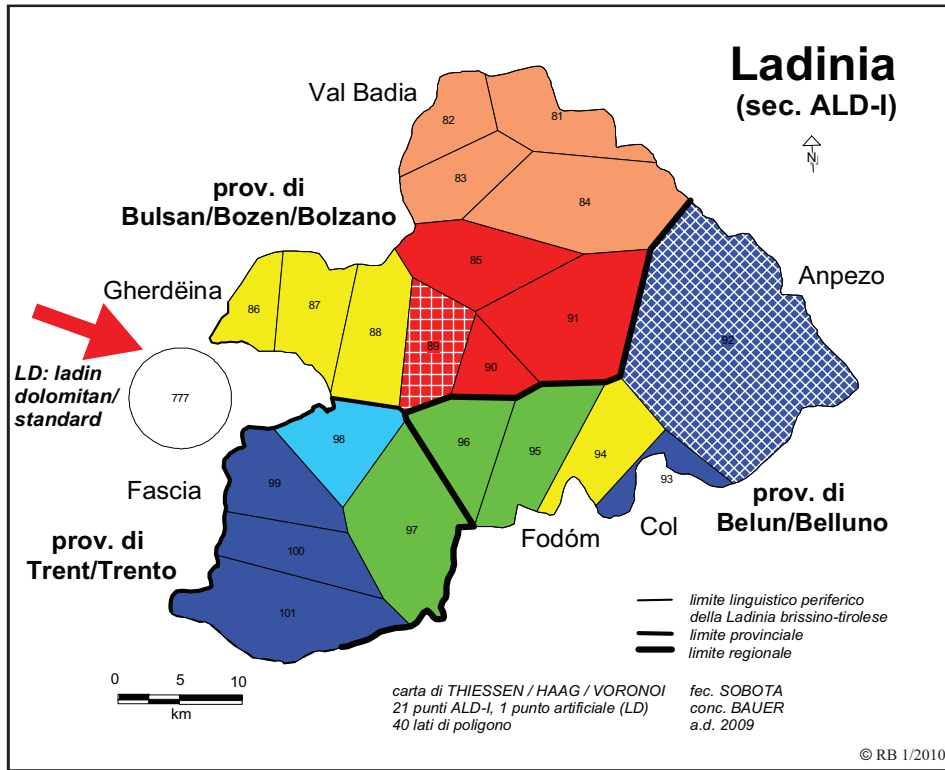 Ladinia
(sec. ALD-I)
N
Val Badia
82
81
83
84
prov. di
Bulsan/Bozen/Bolzano
85
Anpezo
Gherdëina
86
87
88
89
90
91
92
LD: ladin
dolomitan/
standard
777
98
96
95
94
93
Fascia
99
97
100
101
Fodóm
Col
prov. di
Belun/Belluno
prov. di
Trent/Trento
limite linguistico periferico
della Ladinia brissino-tirolese
limite provinciale
limite regionale
0 5 10
km
carta di THIESSEN / HAAG / VORONOI
21 punti ALD-I, 1 punto artificiale (LD)
40 lati di poligono
fec. SOBOTA
conc. BAUER
a.d. 2009
© RB 1/2010